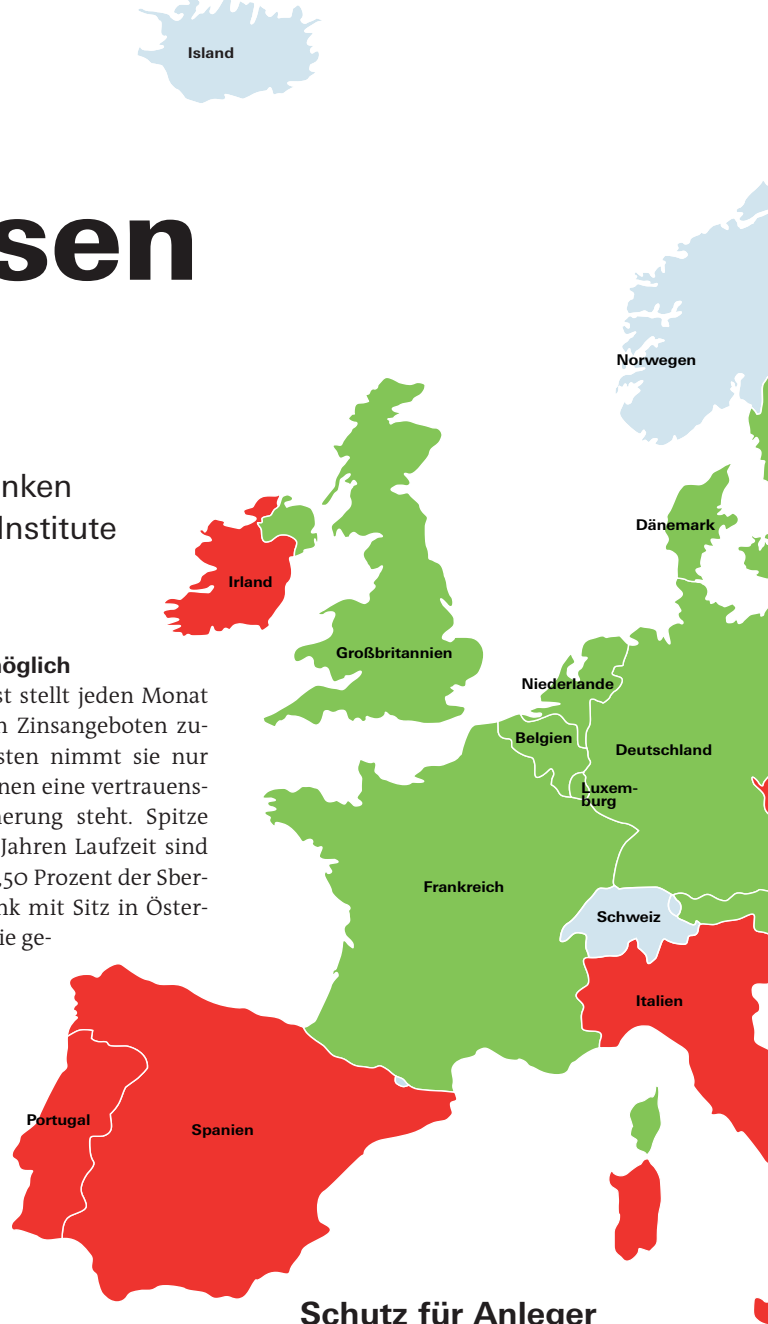 Island
sen
Norwegen
nken
Institute
Dänemark
Irland
Großbritannien
öglich
st stellt jeden Monat
n Zinsangeboten zu-
sten nimmt sie nur
nen eine vertrauens-
erung steht. Spitze
Jahren Laufzeit sind
,50 Prozent der Sber-
nk mit Sitz in Öster-
ie ge-
Niederlande
Belgien
Deutschland
Luxem-
burg
Frankreich
Schweiz
Italien
Portugal
Spanien
Schutz für Anleger